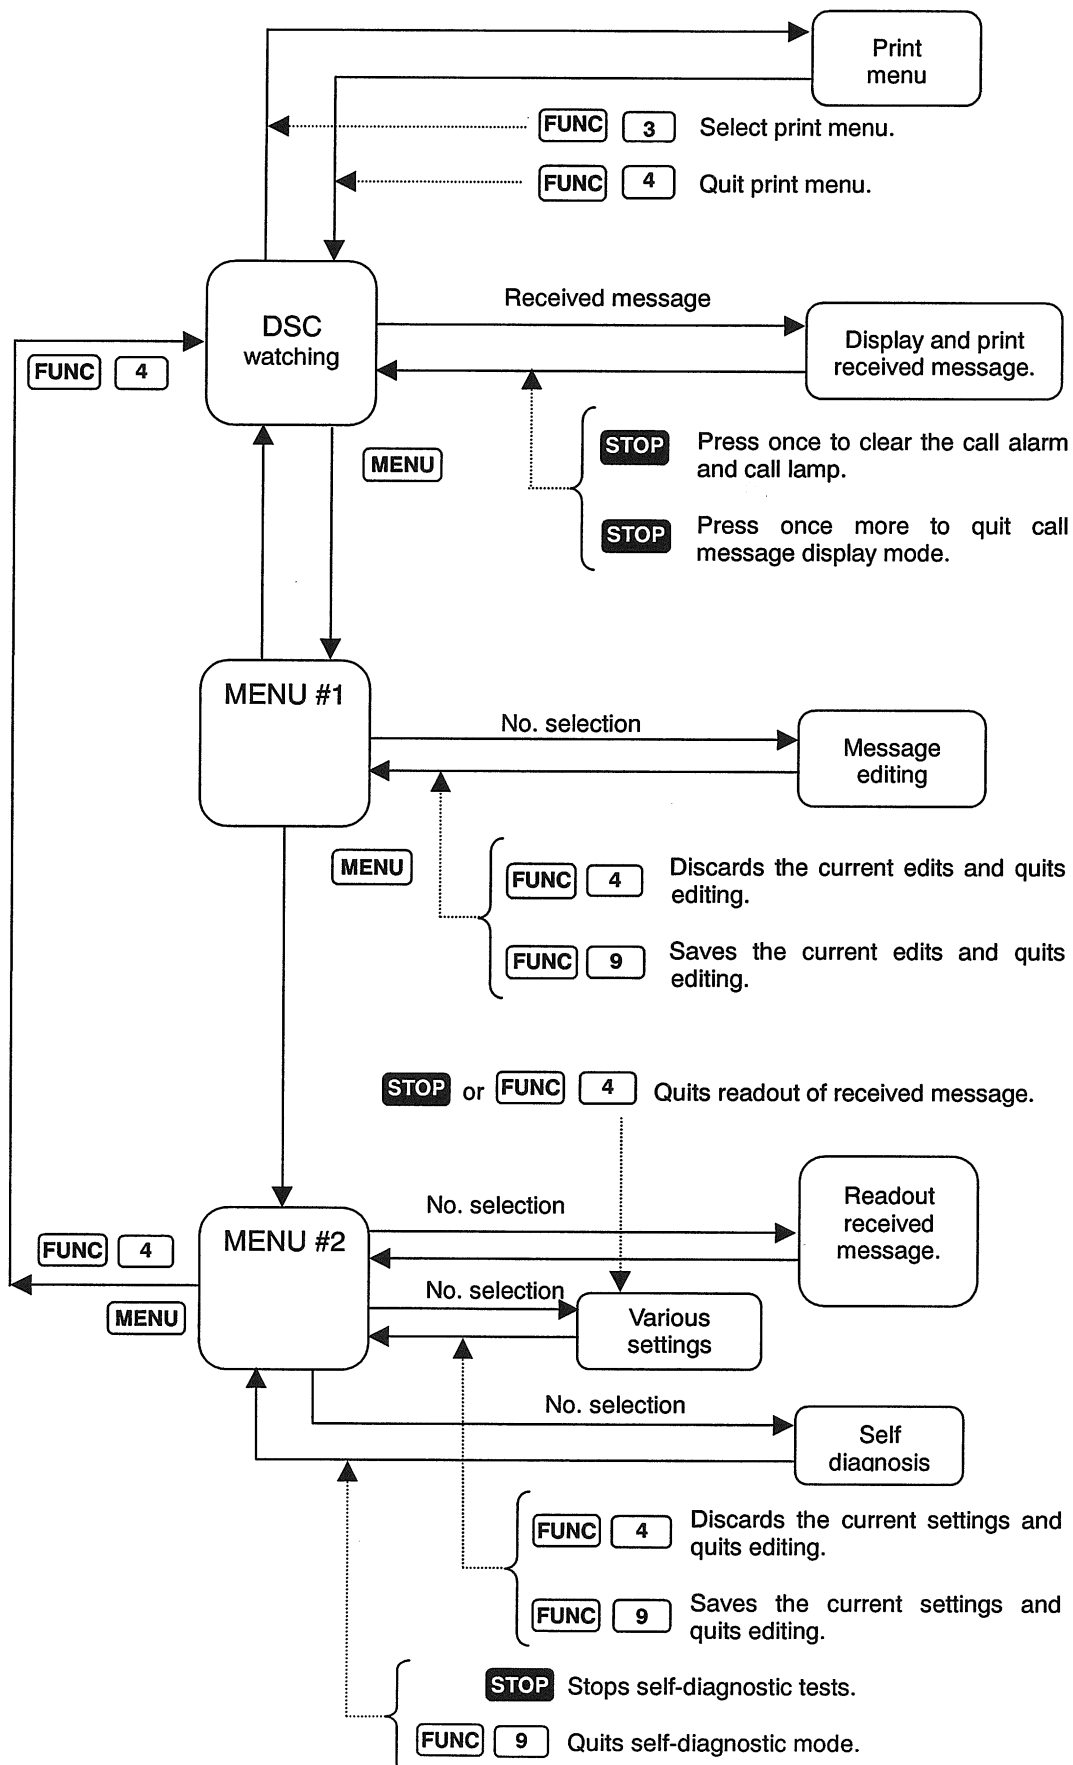 Print
menu
FUNC 3 Select print menu.
FUNC 4 Quit print menu.
DSC
watching
Received message
Display and print
received message.
FUNC 4
MENU
STOP Press once to clear the call alarm
and call lamp.
STOP Press once more to quit call
message display mode.
MENU #1
No. selection
Message
editing
MENU
FUNC 4 Discards the current edits and quits
editing.
FUNC 9 Saves the current edits and quits
editing.
STOP or FUNC 4 Quits readout of received message.
MENU #2
No. selection
Readout
received
message.
FUNC 4
MENU
No. selection
Various
settings
No. selection
Self
diagnosis
FUNC 4 Discards the current settings and
quits editing.
FUNC 9 Saves the current settings and
quits editing.
STOP Stops self-diagnostic tests.
FUNC 9 Quits self-diagnostic mode.